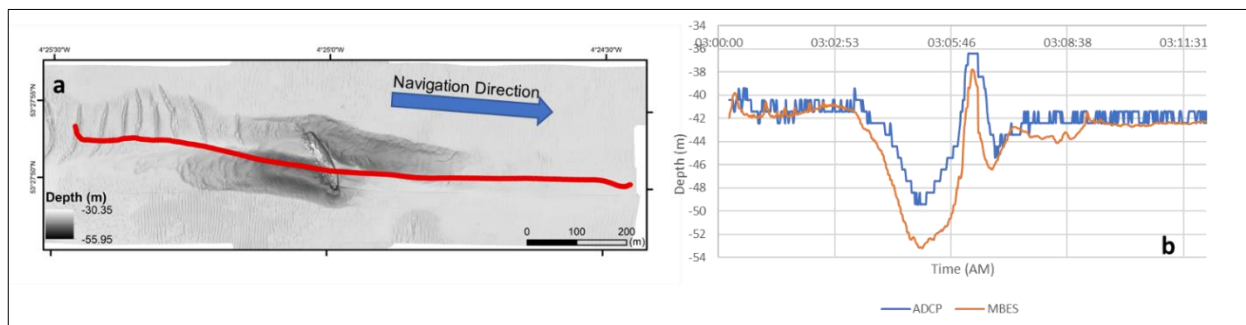 4°25'30"W
4°25'0"W
4°24'30"W
a
Navigation Direction
53°27'55"N
53°27'50"N
Depth (m)
-30.35
-55.95
0
100
200
(m)
-34
-36
-38
-40
-42
-44
-46
-48
-50
-52
-54
03:00:00
03:02:53
03:05:46
03:08:38
03:11:31
Depth (m)
b
Time (AM)
ADCP
MBES